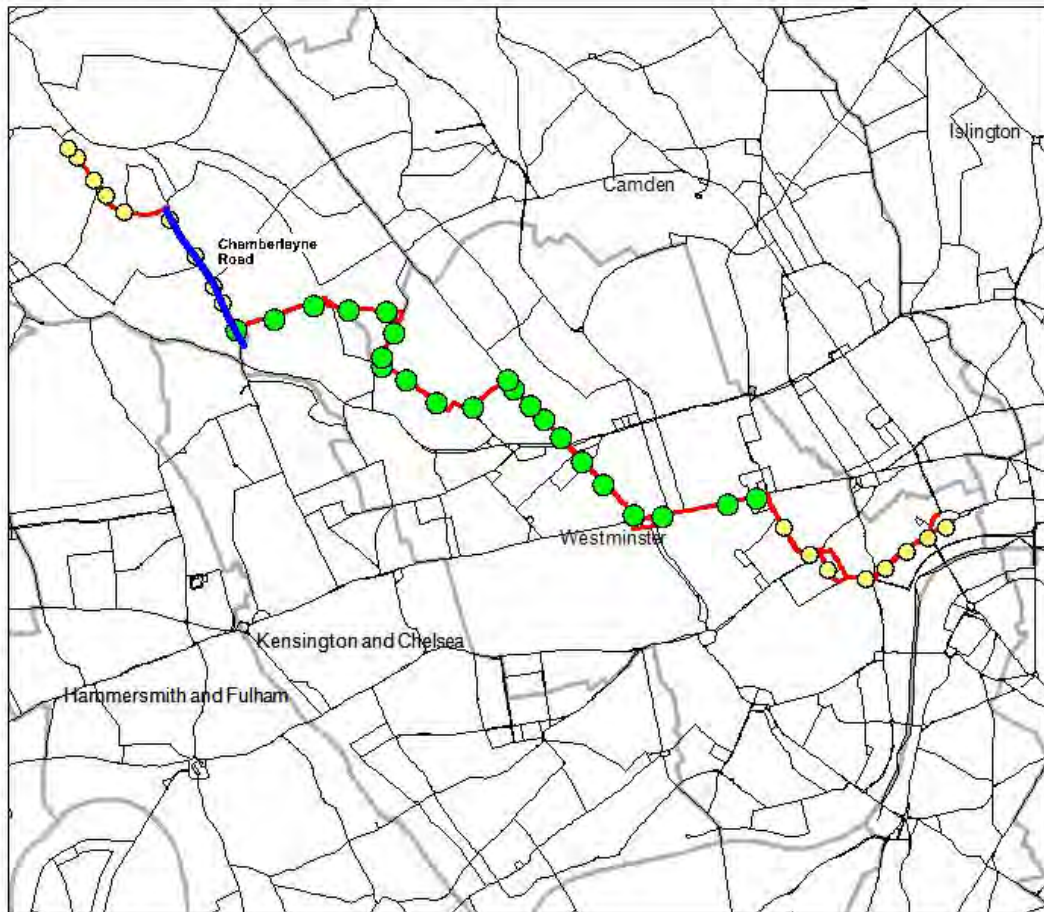 Islington
Camden
Chamberlayne
Road
Westminster
Kensington and Chelsea
Hammersmith and Fulham